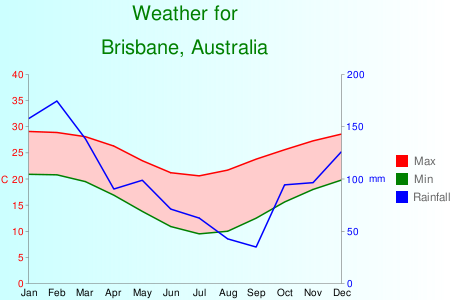 Weather for
Brisbane, Australia
40
35
30
25
C 20
15
10
5
0
200
150
100 mm
50
0
Jan Feb Mar Apr May Jun Jul Aug Sep Oct Nov Dec
Max
Min
Rainfall